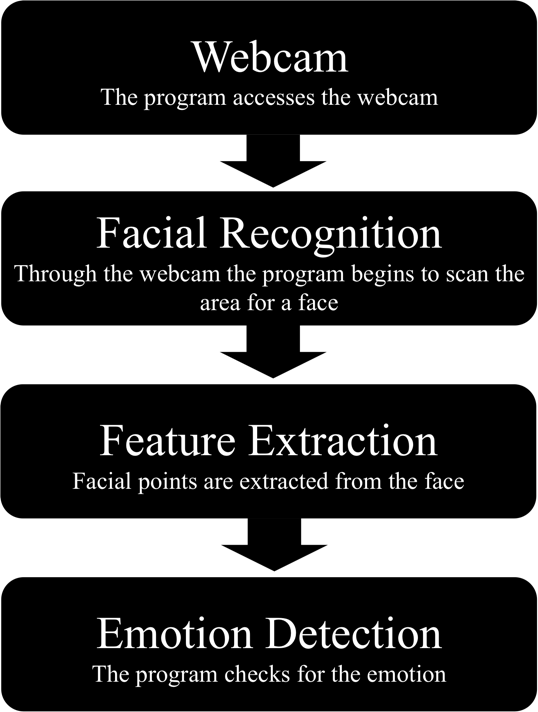 Webcam
The program accesses the webcam
Facial Recognition
Through the webcam the program begins to scan the
area for a face
Feature Extraction
Facial points are extracted from the face
Emotion Detection
The program checks for the emotion